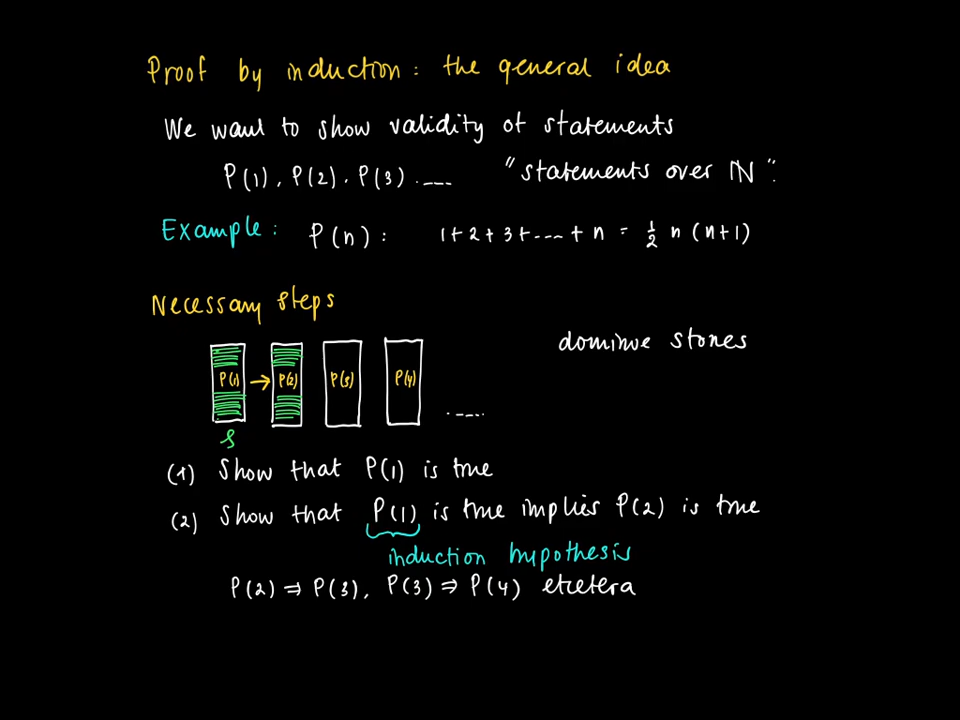 Proof by induction: the general idea
We want to show validity of statements
P(1), P(2), P(3) .... "statements over ℕ".
Example: P(n): 1+2+3+....+ n = ½ n (n+1)
Necessary steps
dominoe stones
P(1) → P(2) P(3) P(4) .....
(1) Show that P(1) is true
(2) Show that P(1) is true implies P(2) is true
induction hypothesis
P(2) ⇒ P(3), P(3) ⇒ P(4) etcetera